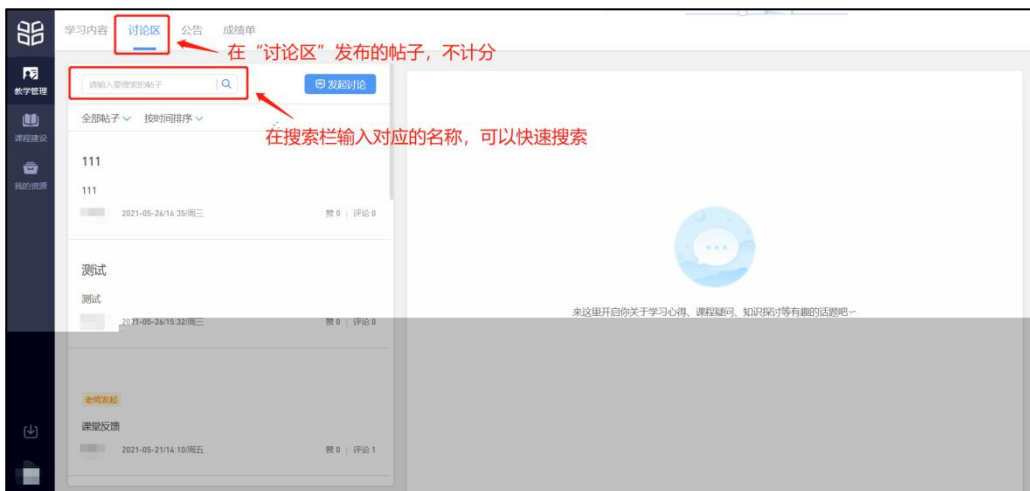 学习内容 讨论区 公告 成绩单
在“讨论区”发布的帖子，不计分
教学管理
请输入要搜索的帖子
发起讨论
课程建设
全部帖子 按时间排序
在搜索栏输入对应的名称，可以快速搜索
我的资源
111
111
2021-05-26/16:35/周三 赞 0 | 评论 0
测试
测试
2021-05-26/15:32/周三 赞 0 | 评论 0
来这里开启你关于学习心得、课程疑问、知识探讨等有趣的话题吧~
老师发起
课堂反馈
2021-05-21/14:10/周五 赞 0 | 评论 1